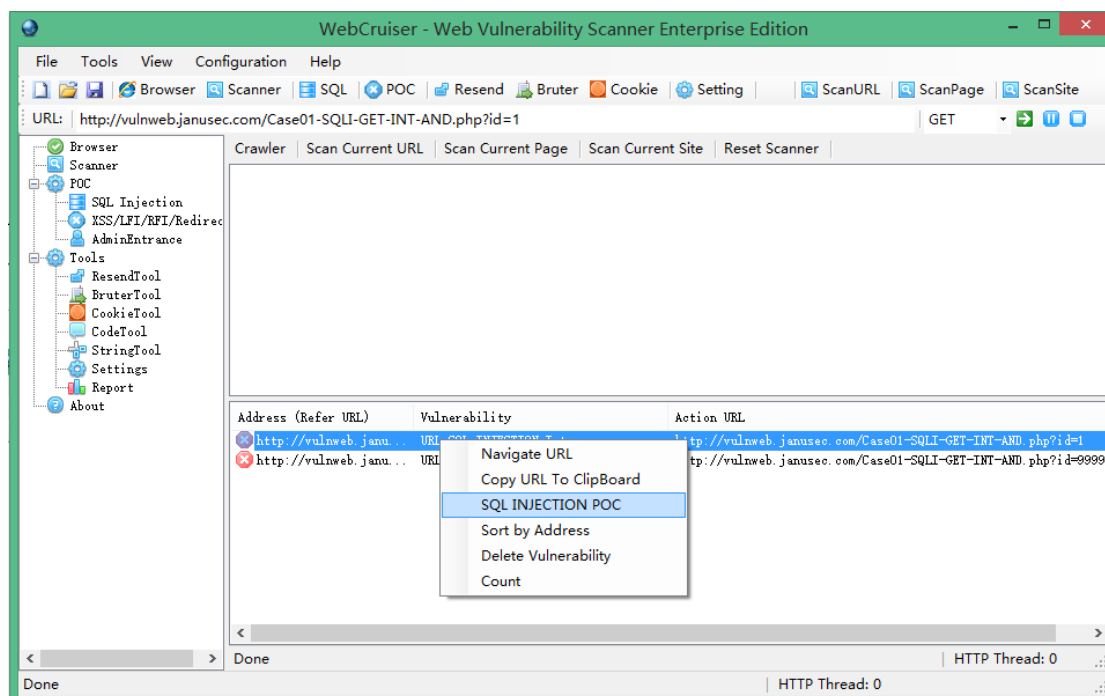 WebCruiser - Web Vulnerability Scanner Enterprise Edition
File Tools View Configuration Help
Browser Scanner SQL POC Resend Bruter Cookie Setting ScanURL ScanPage ScanSite
URL: http://vulnweb.janusec.com/Case01-SQLI-GET-INT-AND.php?id=1 GET
Browser
Scanner
POC
SQL Injection
XSS/LFI/RFI/Redirec
AdminEntrance
Tools
ResendTool
BruterTool
CookieTool
CodeTool
StringTool
Settings
Report
About
Crawler Scan Current URL Scan Current Page Scan Current Site Reset Scanner
Address (Refer URL) Vulnerability Action URL
http://vulnweb.janu... URL SQL INJECTION http://vulnweb.janusec.com/Case01-SQLI-GET-INT-AND.php?id=1
http://vulnweb.janu... URL tp://vulnweb.janusec.com/Case01-SQLI-GET-INT-AND.php?id=9999
Navigate URL
Copy URL To ClipBoard
SQL INJECTION POC
Sort by Address
Delete Vulnerability
Count
Done HTTP Thread: 0
Done HTTP Thread: 0